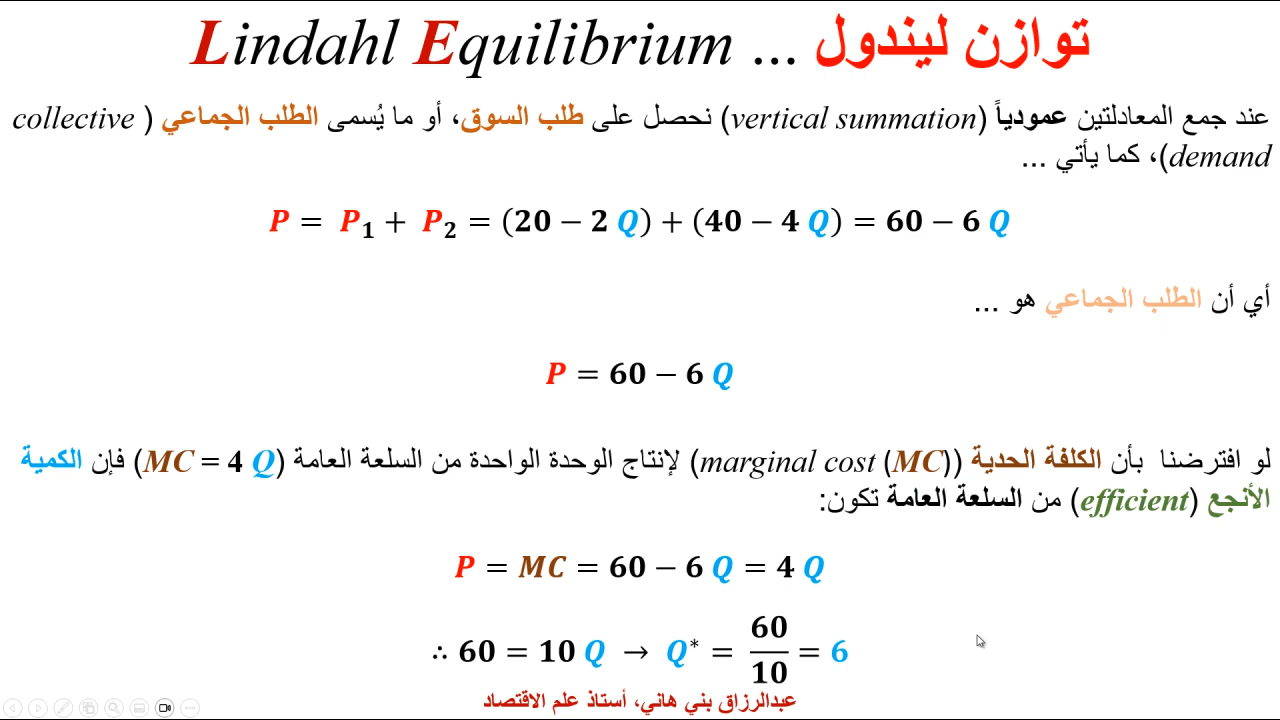 توازن ليندول ... Lindahl Equilibrium
عند جمع المعادلتين عمودياً (vertical summation) نحصل على طلب السوق، أو ما يُسمى الطلب الجماعي (collective
demand)، كما يأتي ...
P = P₁ + P₂ = (20 − 2 Q) + (40 − 4 Q) = 60 − 6 Q
أي أن الطلب الجماعي هو ...
P = 60 − 6 Q
لو افترضنا بأن الكلفة الحدية (marginal cost (MC)) لإنتاج الوحدة الواحدة من السلعة العامة (MC = 4 Q) فإن الكمية
الأنجع (efficient) من السلعة العامة تكون:
P = MC = 60 − 6 Q = 4 Q
∴ 60 = 10 Q → Q* = 60/10 = 6
عبدالرزاق بني هاني، أستاذ علم الاقتصاد